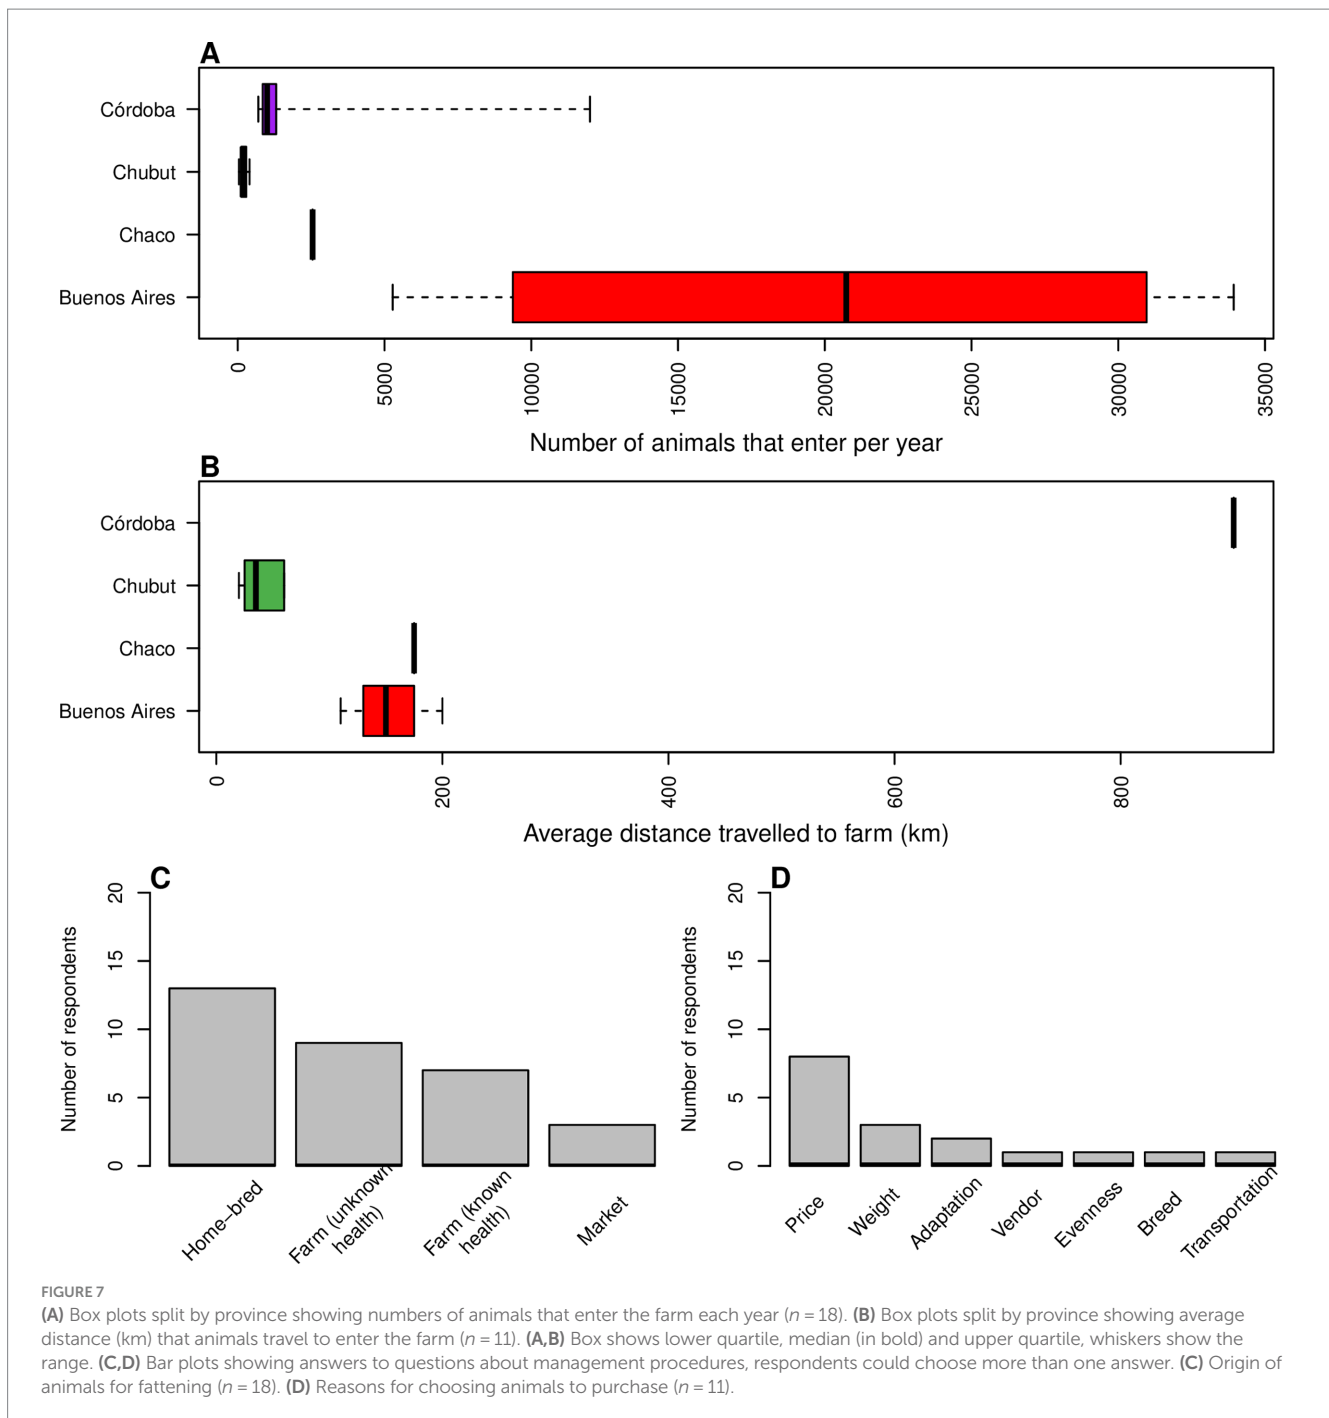 A
Córdoba
Chubut
Chaco
Buenos Aires
0
5000
10000
15000
20000
25000
30000
35000
Number of animals that enter per year
B
Córdoba
Chubut
Chaco
Buenos Aires
0
200
400
600
800
Average distance travelled to farm (km)
C
Number of respondents
0
5
10
15
20
Home−bred
Farm (unknown
health)
Farm (known
health)
Market
D
Number of respondents
0
5
10
15
20
Price
Weight
Adaptation
Vendor
Evenness
Breed
Transportation
FIGURE 7
(A) Box plots split by province showing numbers of animals that enter the farm each year (n = 18). (B) Box plots split by province showing average
distance (km) that animals travel to enter the farm (n = 11). (A,B) Box shows lower quartile, median (in bold) and upper quartile, whiskers show the
range. (C,D) Bar plots showing answers to questions about management procedures, respondents could choose more than one answer. (C) Origin of
animals for fattening (n = 18). (D) Reasons for choosing animals to purchase (n = 11).